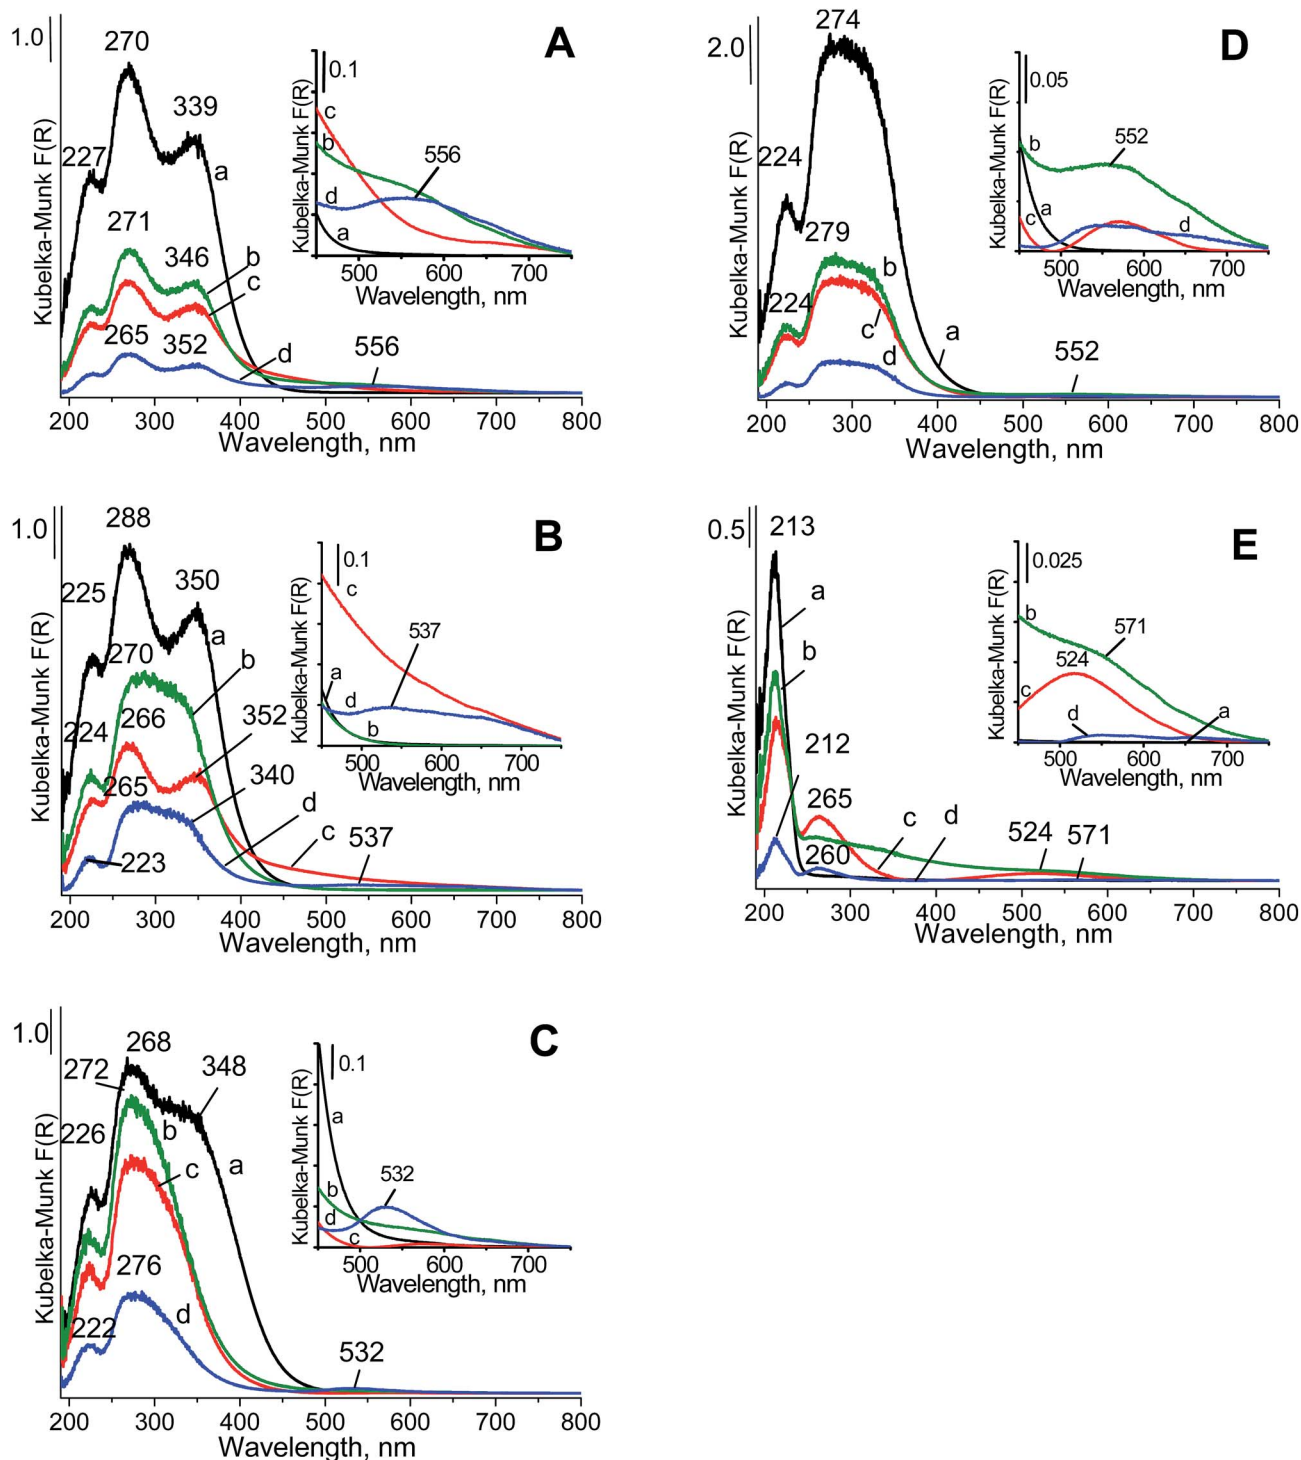 A
1.0
270
339
227
a
271
346
b
c
265
352
d
556
Kubelka-Munk F(R)
200 300 400 500 600 700 800
Wavelength, nm
0.1
c
b
d
a
556
Kubelka-Munk F(R)
500 600 700
Wavelength, nm
D
2.0
274
224
279
b
224
c
a
d
552
Kubelka-Munk F(R)
200 300 400 500 600 700 800
Wavelength, nm
0.05
b
552
a
c
d
Kubelka-Munk F(R)
500 600 700
Wavelength, nm
B
1.0
288
225
350
a
270
b
224
266
352
265
340
d
c
537
223
Kubelka-Munk F(R)
200 300 400 500 600 700 800
Wavelength, nm
0.1
c
537
a
d
b
Kubelka-Munk F(R)
500 600 700
Wavelength, nm
E
0.5
213
a
b
212
265
c
d
524
571
260
Kubelka-Munk F(R)
200 300 400 500 600 700 800
Wavelength, nm
0.025
b
571
524
c
d
a
Kubelka-Munk F(R)
500 600 700
Wavelength, nm
C
1.0
268
272
348
226
b
c
a
276
d
222
532
Kubelka-Munk F(R)
200 300 400 500 600 700 800
Wavelength, nm
0.1
a
532
b
d
c
Kubelka-Munk F(R)
500 600 700
Wavelength, nm